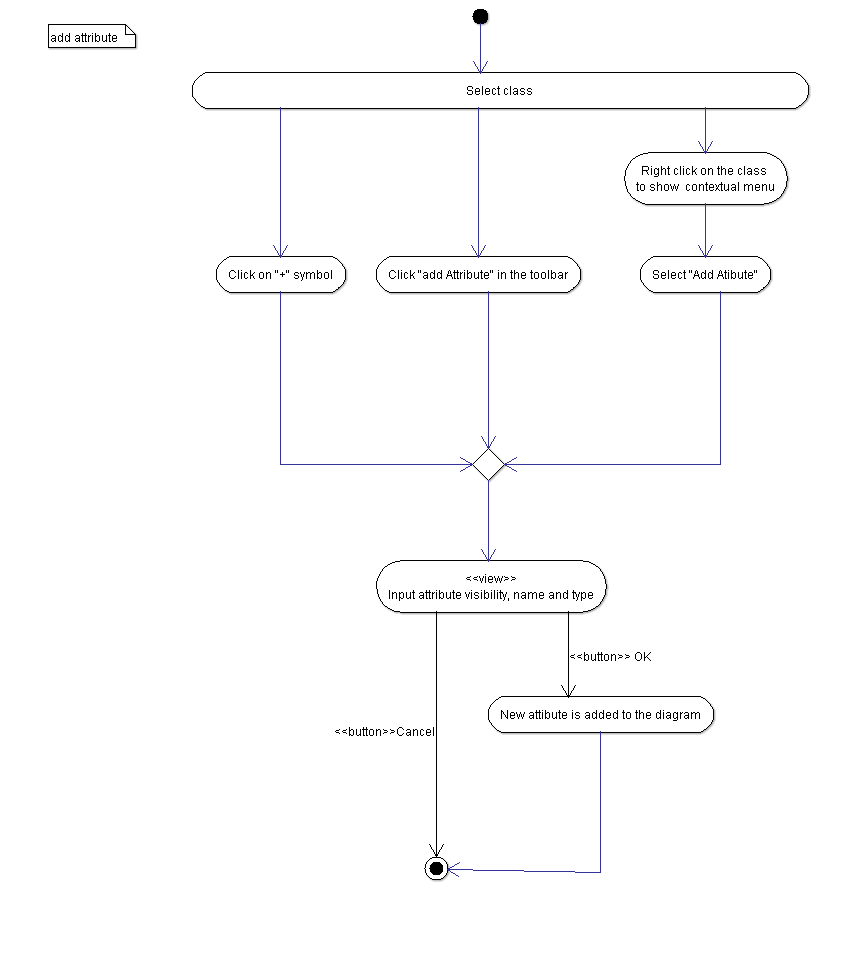 add attribute
Select class
Right click on the class
to show contextual menu
Click on "+" symbol
Click "add Attribute" in the toolbar
Select "Add Atibute"
<<view>>
Input attribute visibility, name and type
<<button>> OK
New attibute is added to the diagram
<<button>>Cancel